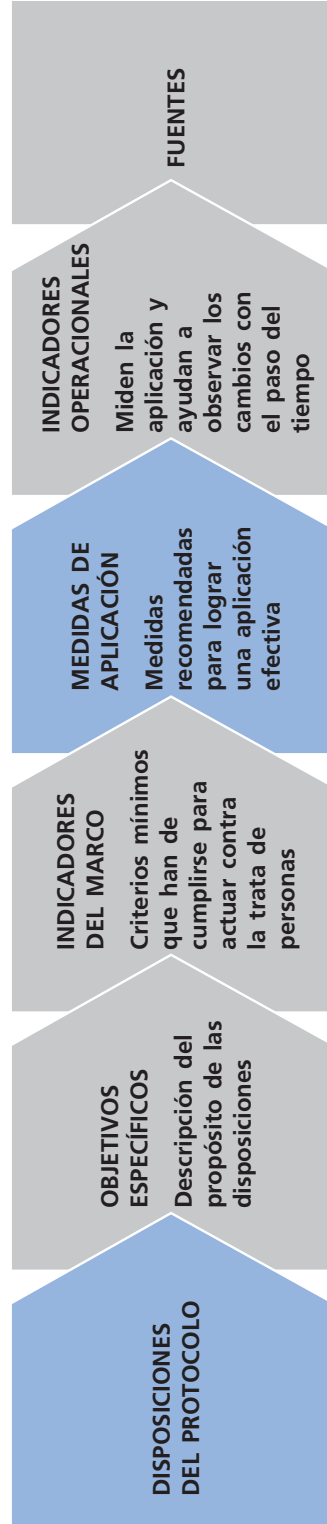 DISPOSICIONES
DEL PROTOCOLO
OBJETIVOS
ESPECÍFICOS
Descripción del
propósito de las
disposiciones
INDICADORES
DEL MARCO
Criterios mínimos
que han de
cumplirse para
actuar contra
la trata de
personas
MEDIDAS DE
APLICACIÓN
Medidas
recomendadas
para lograr
una aplicación
efectiva
INDICADORES
OPERACIONALES
Miden la
aplicación y
ayudan a
observar los
cambios con
el paso del
tiempo
FUENTES